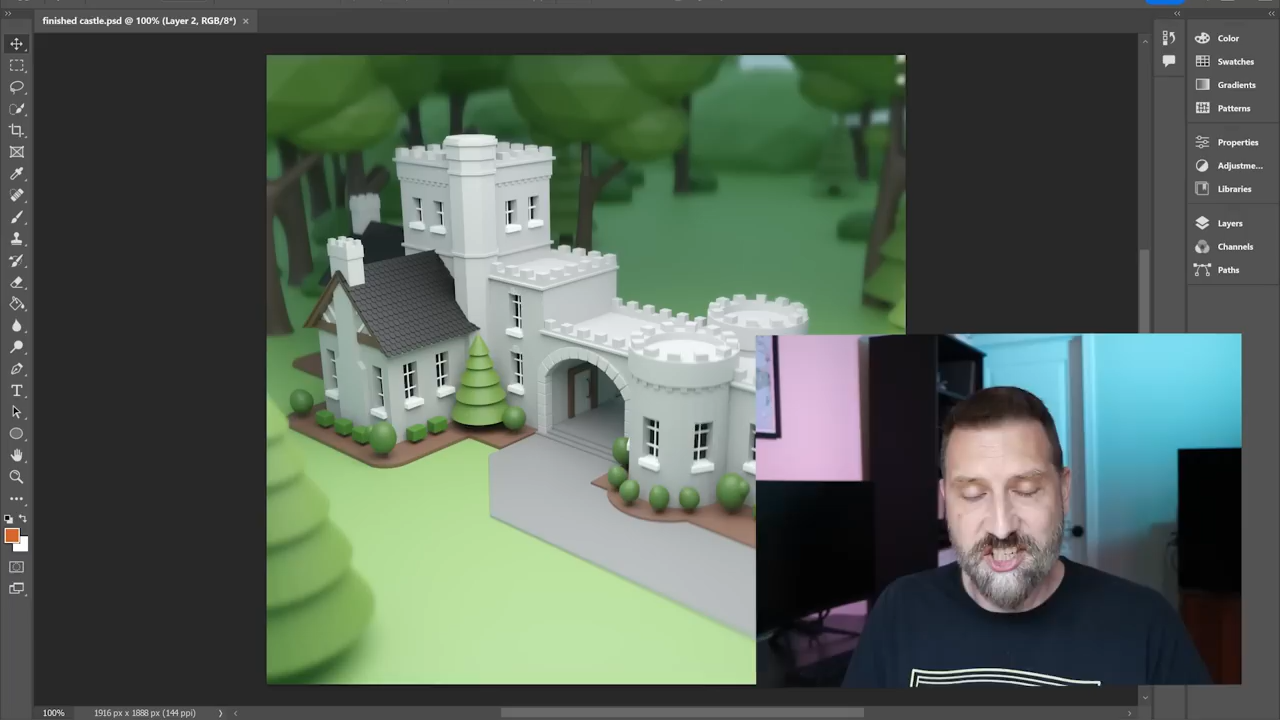 finished castle.psd @ 100% (Layer 2, RGB/8*) ×
Color
Swatches
Gradients
Patterns
Properties
Adjustme...
Libraries
Layers
Channels
Paths
100%
1916 px x 1888 px (144 ppi)